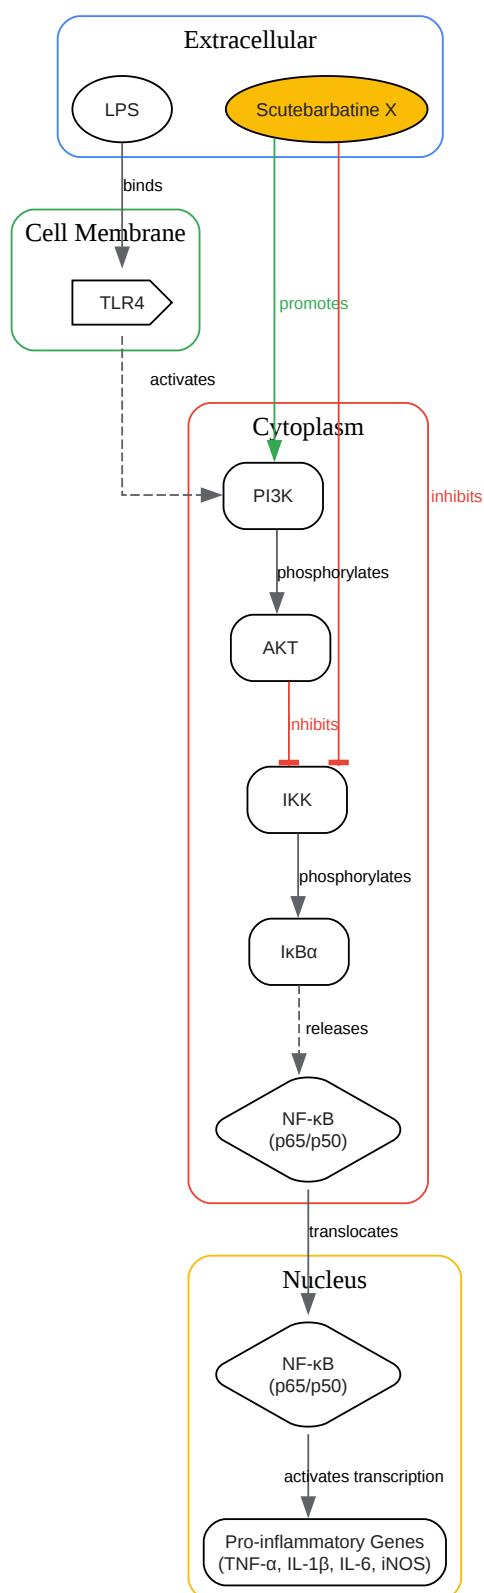 Extracellular
LPS
Scutebarbatine X
binds
Cell Membrane
TLR4
promotes
activates
Cytoplasm
PI3K
inhibits
phosphorylates
AKT
inhibits
IKK
phosphorylates
IκBα
releases
NF-κB
(p65/p50)
translocates
Nucleus
NF-κB
(p65/p50)
activates transcription
Pro-inflammatory Genes
(TNF-α, IL-1β, IL-6, iNOS)